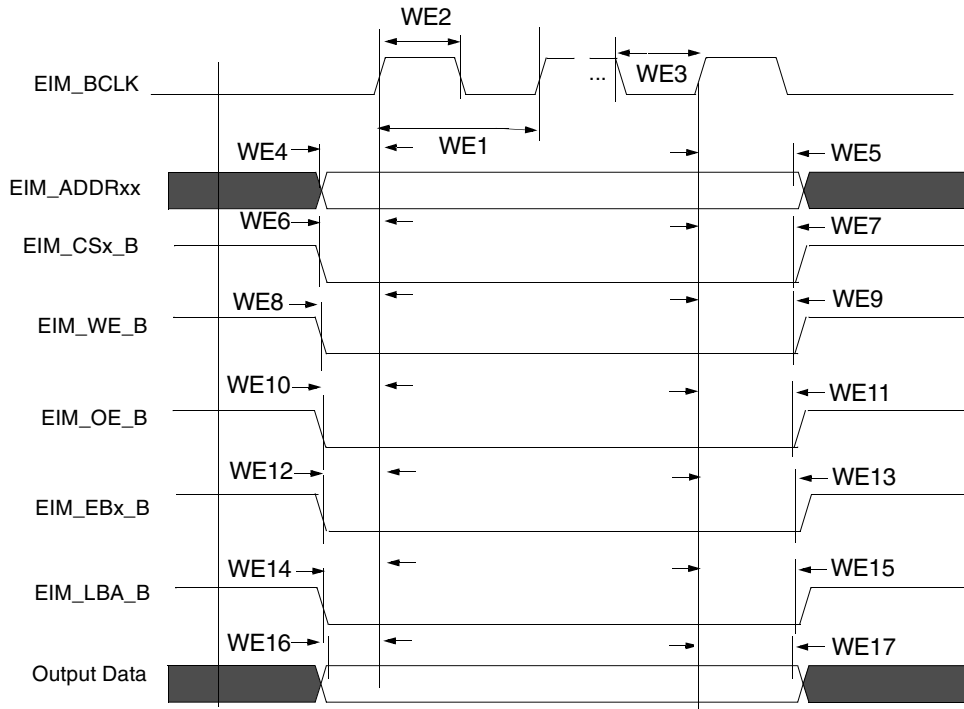 WE2
EIM_BCLK
...
WE3
WE4
WE1
WE5
EIM_ADDRxx
WE6
WE7
EIM_CSx_B
WE8
WE9
EIM_WE_B
WE10
WE11
EIM_OE_B
WE12
WE13
EIM_EBx_B
WE14
WE15
EIM_LBA_B
WE16
WE17
Output Data